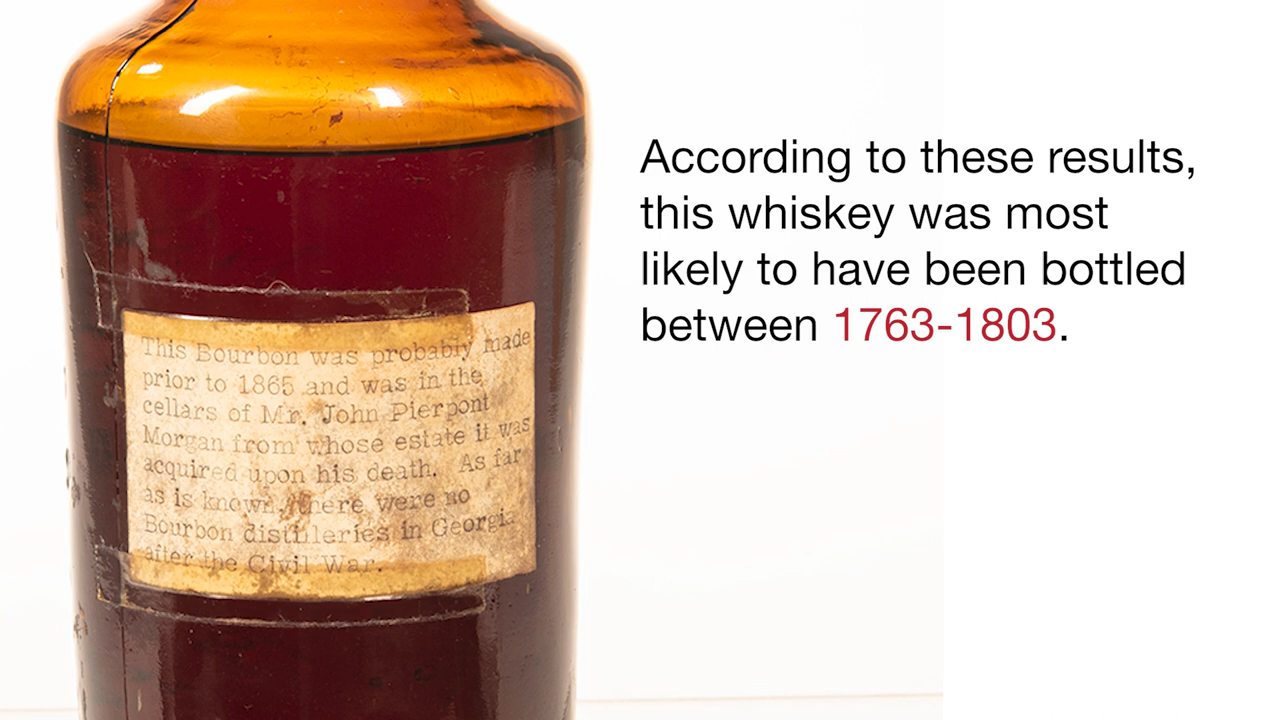 This Bourbon was probably made
prior to 1865 and was in the
cellars of Mr. John Pierpont
Morgan from whose estate it was
acquired upon his death. As far
as is known, there were no
Bourbon distilleries in Georgia
after the Civil War.
According to these results,
this whiskey was most
likely to have been bottled
between 1763-1803.